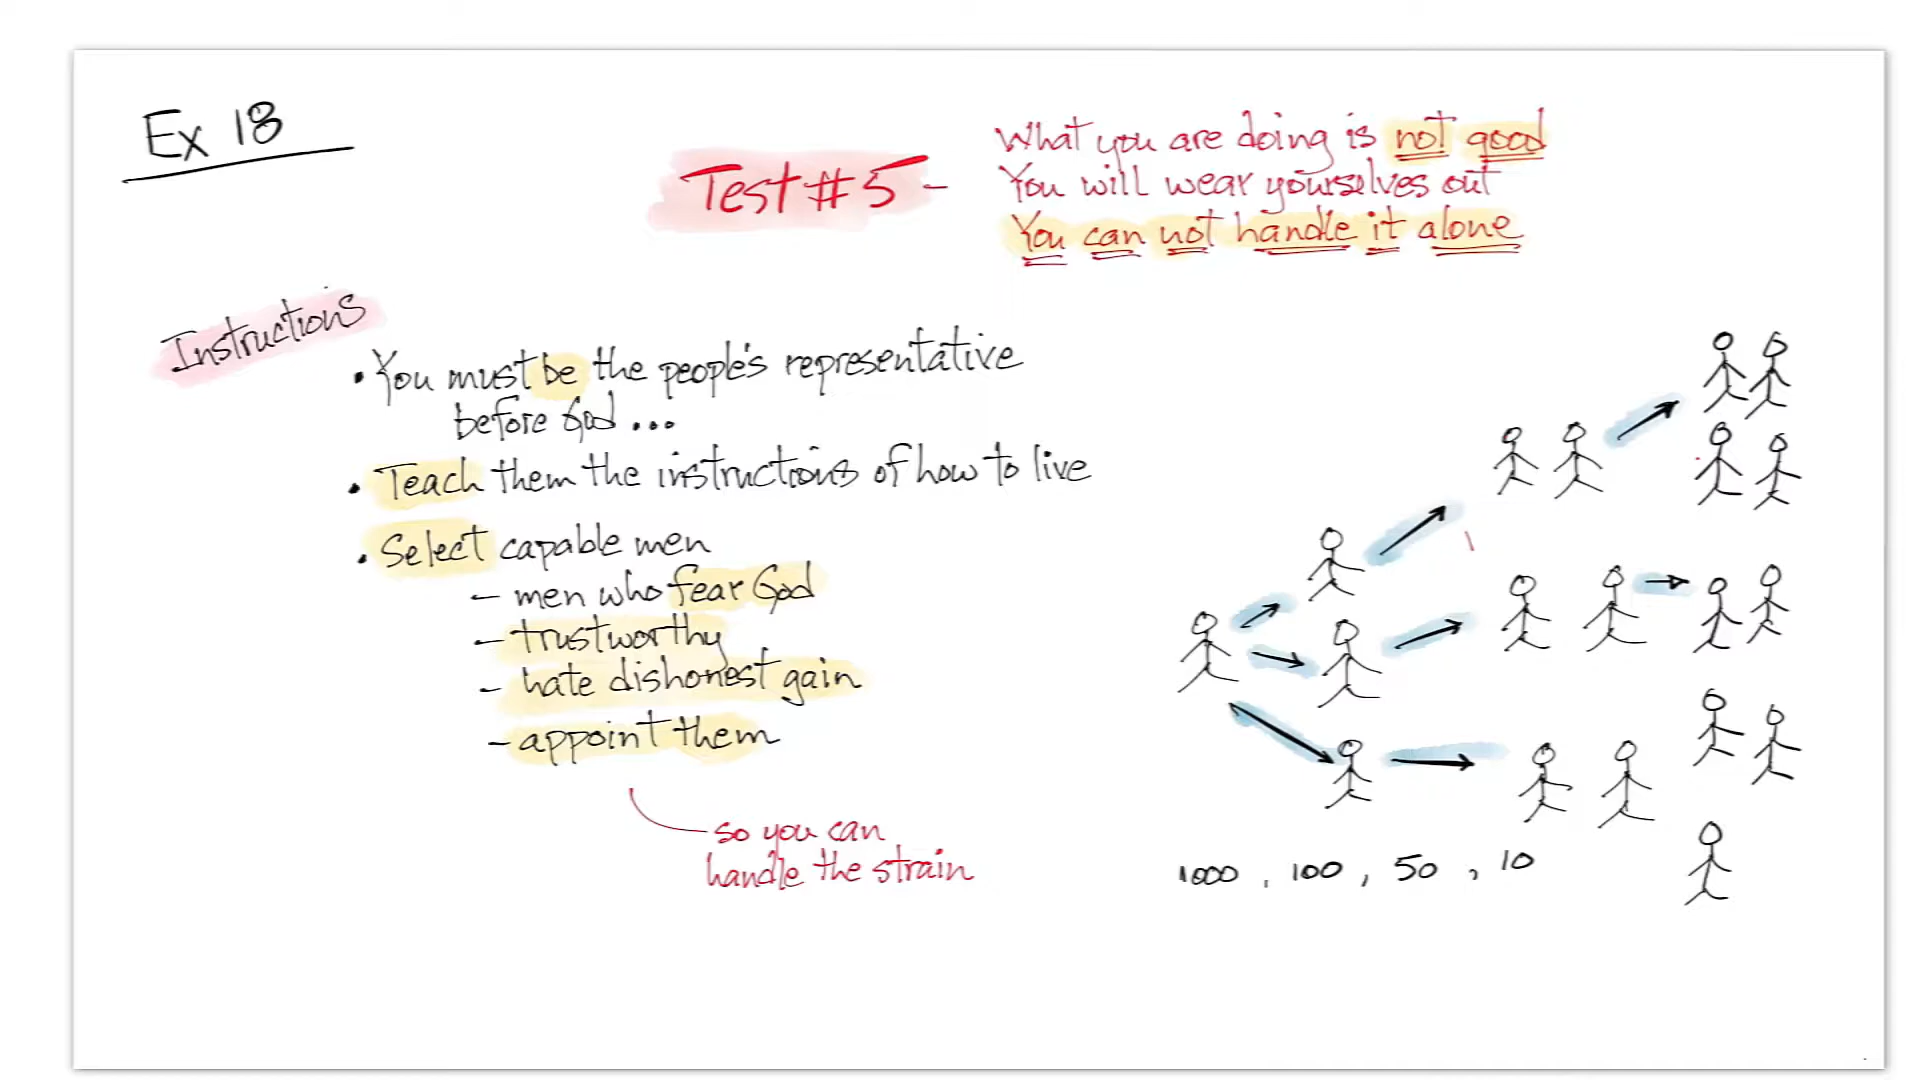 Ex 18
Test #5 -
What you are doing is not good
You will wear yourselves out
You can not handle it alone
Instructions
• You must be the people's representative
before God ...
• Teach them the instructions of how to live
• Select capable men
- men who fear God
- trustworthy
- hate dishonest gain
- appoint them
so you can
handle the strain
1000, 100, 50, 10